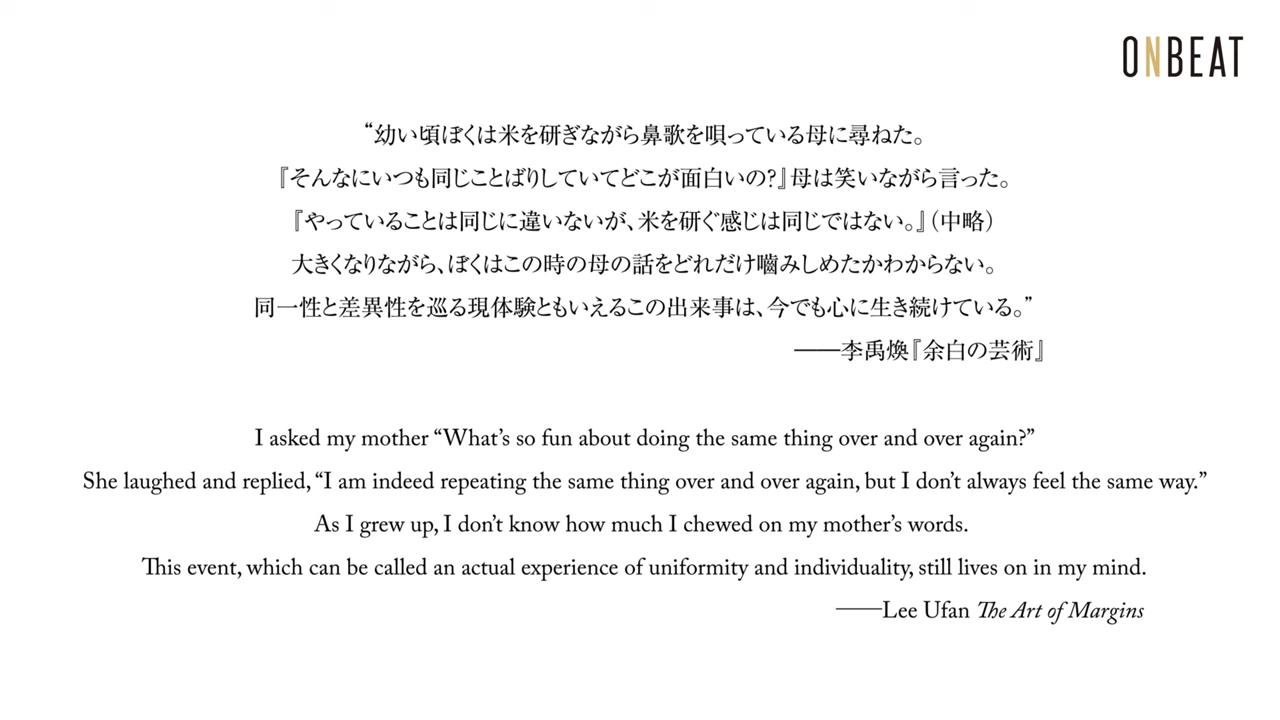 ONBEAT
“幼い頃ぼくは米を研ぎながら鼻歌を唄っている母に尋ねた。
『そんなにいつも同じことばりしていてどこが面白いの?』母は笑いながら言った。
『やっていることは同じに違いないが、米を研ぐ感じは同じではない。』（中略）
大きくなりながら、ぼくはこの時の母の話をどれだけ嚙みしめたかわからない。
同一性と差異性を巡る現体験ともいえるこの出来事は、今でも心に生き続けている。”
——李禹煥『余白の芸術』
I asked my mother “What’s so fun about doing the same thing over and over again?”
She laughed and replied, “I am indeed repeating the same thing over and over again, but I don’t always feel the same way.”
As I grew up, I don’t know how much I chewed on my mother’s words.
This event, which can be called an actual experience of uniformity and individuality, still lives on in my mind.
——Lee Ufan The Art of Margins